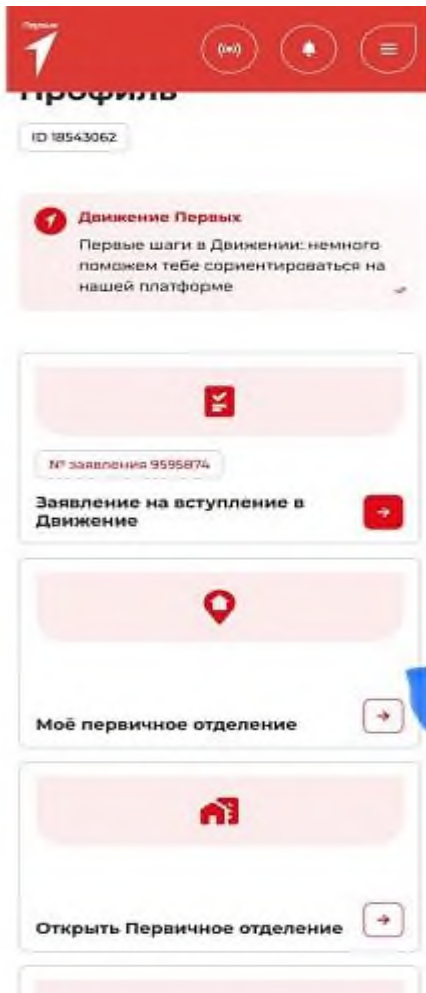 Первые
Профиль
ID 18543062
Движение Первых
Первые шаги в Движении: немного
поможем тебе сориентироваться на
нашей платформе
№ заявления 9595874
Заявление на вступление в
Движение
Моё первичное отделение
Открыть Первичное отделение